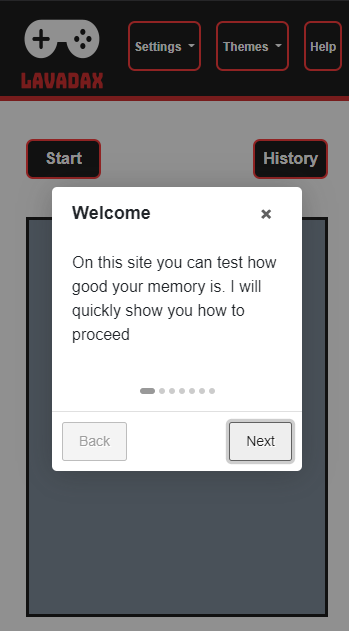 Settings Themes Help
LAVADAX
Start History
Welcome ×
On this site you can test how
good your memory is. I will
quickly show you how to
proceed
Back Next